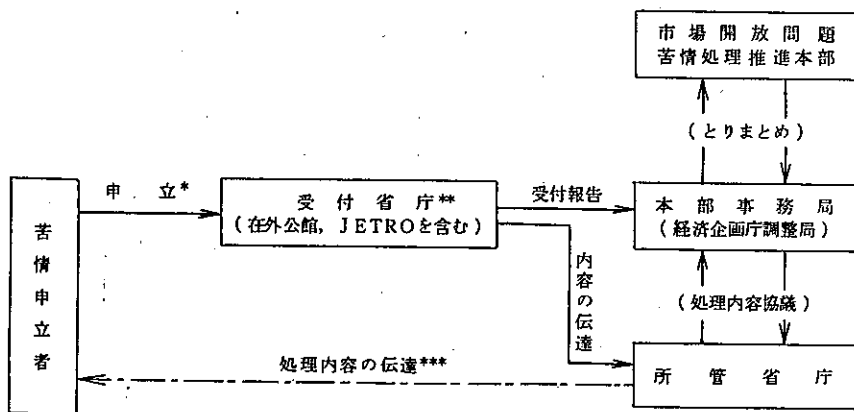 市場開放問題
苦情処理推進本部
(とりまとめ)
申立*
受付省庁**
(在外公館,JETROを含む)
受付報告
本部事務局
(経済企画庁調整局)
苦情申立者
内容の伝達
(処理内容協議)
処理内容の伝達***
所管省庁